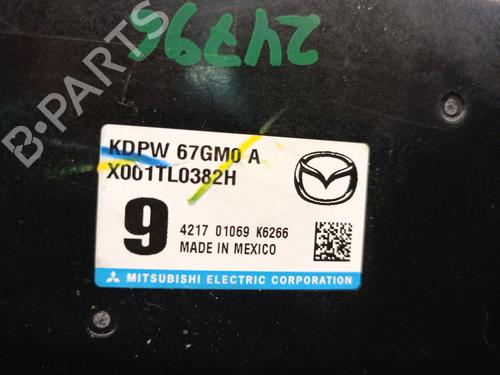 24796
B-PARTS
KDPW 67GM0 A
X001TL0382H
9
4217 01069 K6266
MADE IN MEXICO
MITSUBISHI ELECTRIC CORPORATION